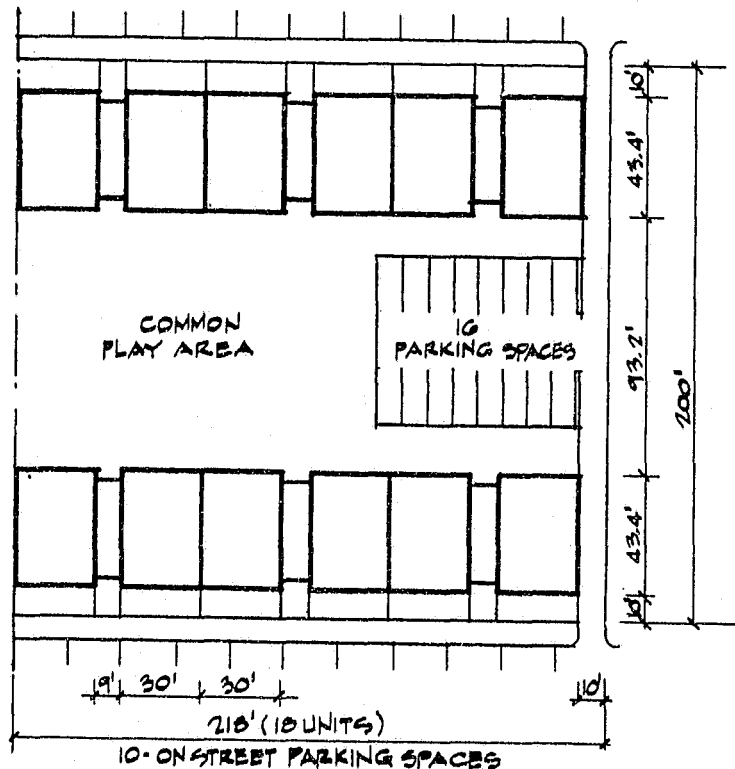 COMMON
PLAY AREA
16
PARKING SPACES
10'
43.4'
93.2'
43.4'
10'
200'
9'
30'
30'
10'
218' (18 UNITS)
10-ON STREET PARKING SPACES